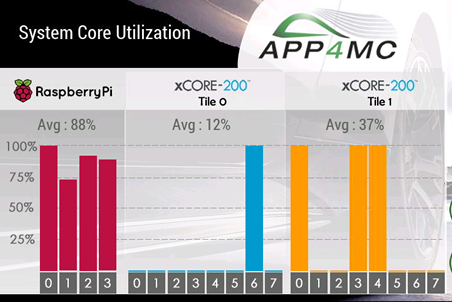 System Core Utilization
APP4MC
RaspberryPi
xCORE-200™
Tile 0
xCORE-200™
Tile 1
Avg : 88%
Avg : 12%
Avg : 37%
100%
75%
50%
25%
0 1 2 3
0 1 2 3 4 5 6 7
0 1 2 3 4 5 6 7